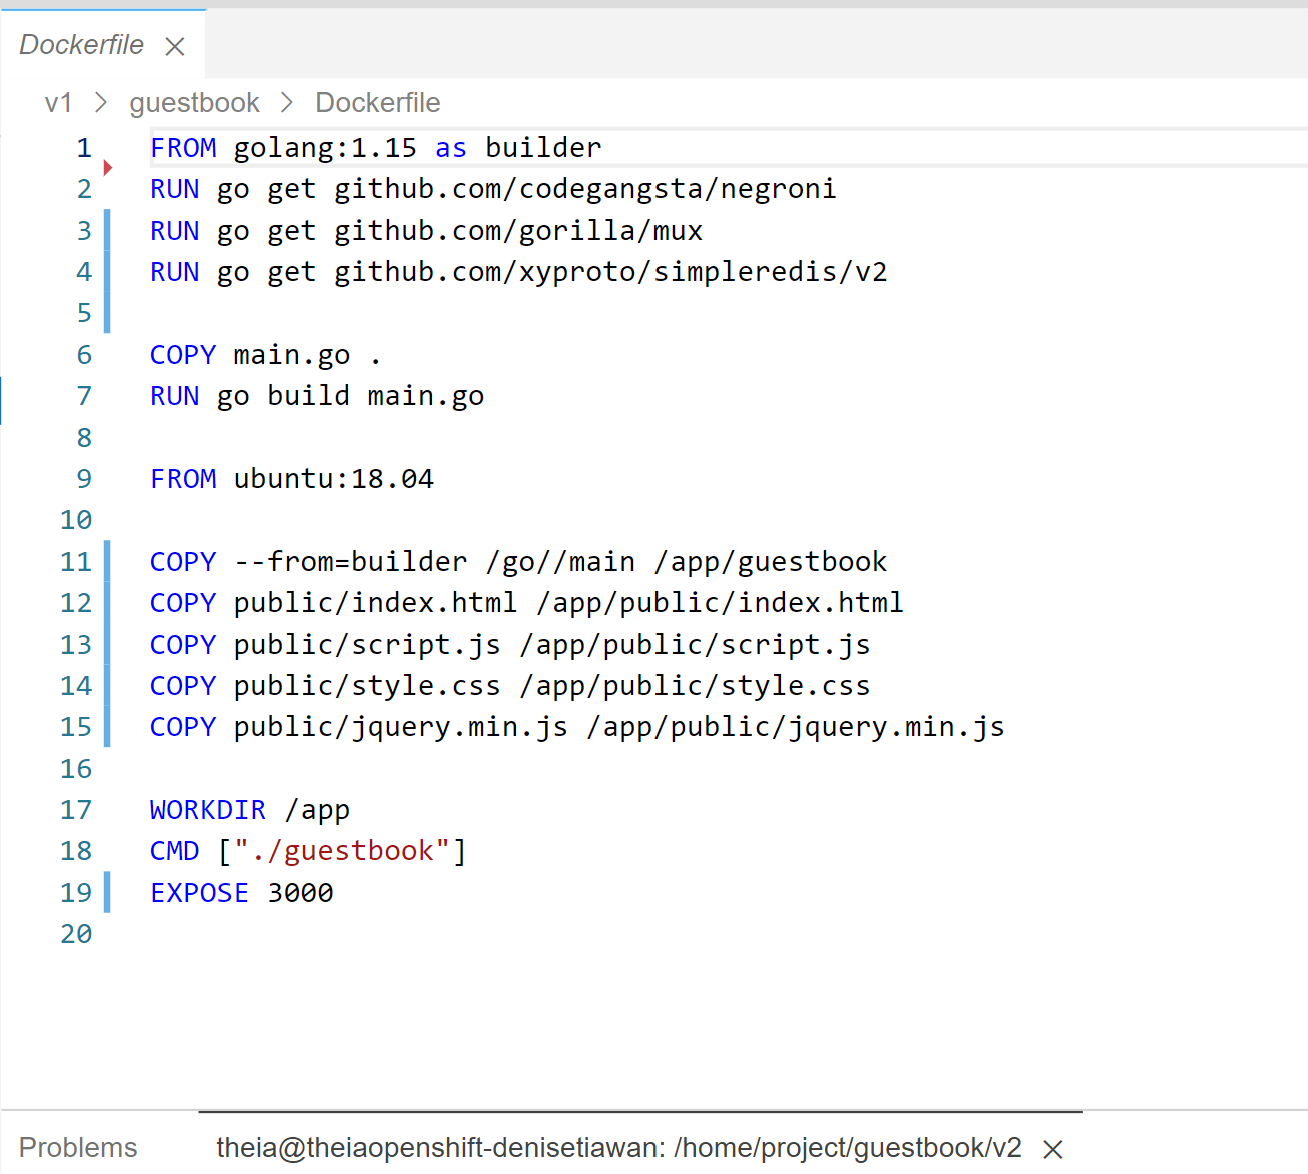 Dockerfile
v1 > guestbook > Dockerfile
1 FROM golang:1.15 as builder
2 RUN go get github.com/codegangsta/negroni
3 RUN go get github.com/gorilla/mux
4 RUN go get github.com/xyproto/simpleredis/v2
5
6 COPY main.go .
7 RUN go build main.go
8
9 FROM ubuntu:18.04
10
11 COPY --from=builder /go//main /app/guestbook
12 COPY public/index.html /app/public/index.html
13 COPY public/script.js /app/public/script.js
14 COPY public/style.css /app/public/style.css
15 COPY public/jquery.min.js /app/public/jquery.min.js
16
17 WORKDIR /app
18 CMD ["./guestbook"]
19 EXPOSE 3000
20
Problems theia@theiaopenshift-denisetiawan: /home/project/guestbook/v2